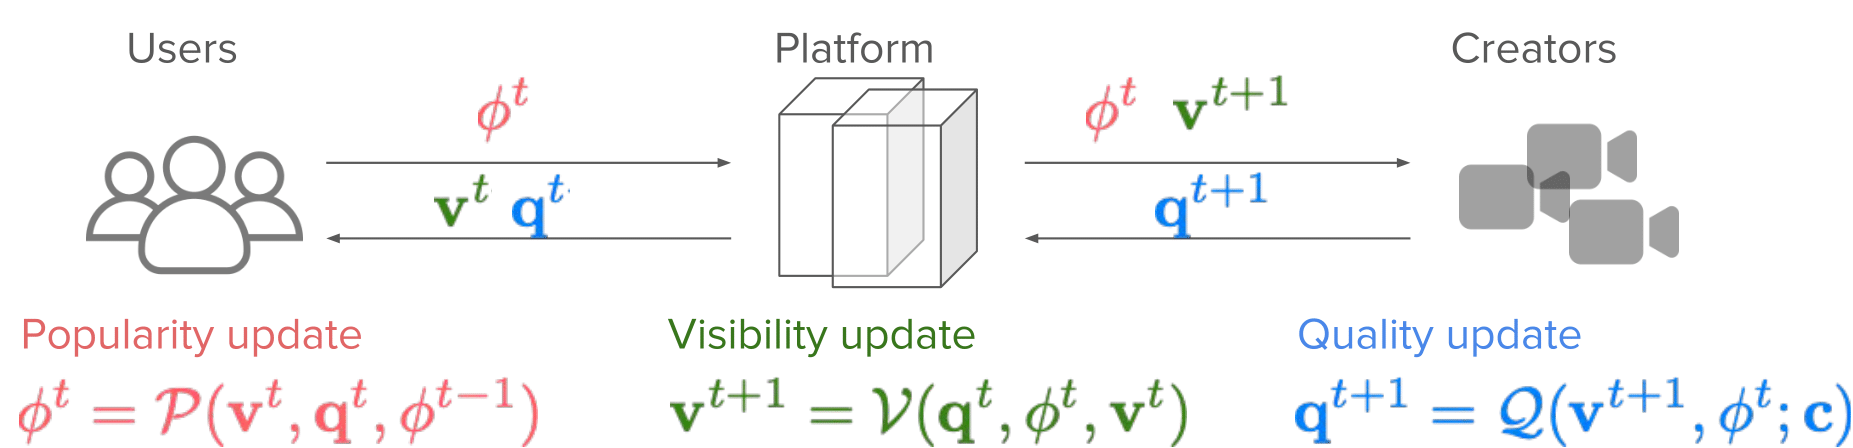 Users Platform Creators
ϕ^t ϕ^t v^{t+1}
v^t q^t q^{t+1}
Popularity update Visibility update Quality update
ϕ^t = 𝒫(v^t, q^t, ϕ^{t−1}) v^{t+1} = 𝒱(q^t, ϕ^t, v^t) q^{t+1} = 𝒬(v^{t+1}, ϕ^t; c)